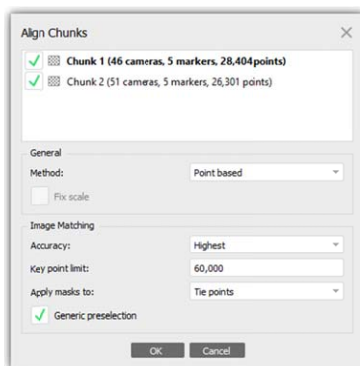 Align Chunks
Chunk 1 (46 cameras, 5 markers, 28,404points)
Chunk 2 (51 cameras, 5 markers, 26,301 points)
General
Method: Point based
Fix scale
Image Matching
Accuracy: Highest
Key point limit: 60,000
Apply masks to: Tie points
Generic preselection
OK Cancel